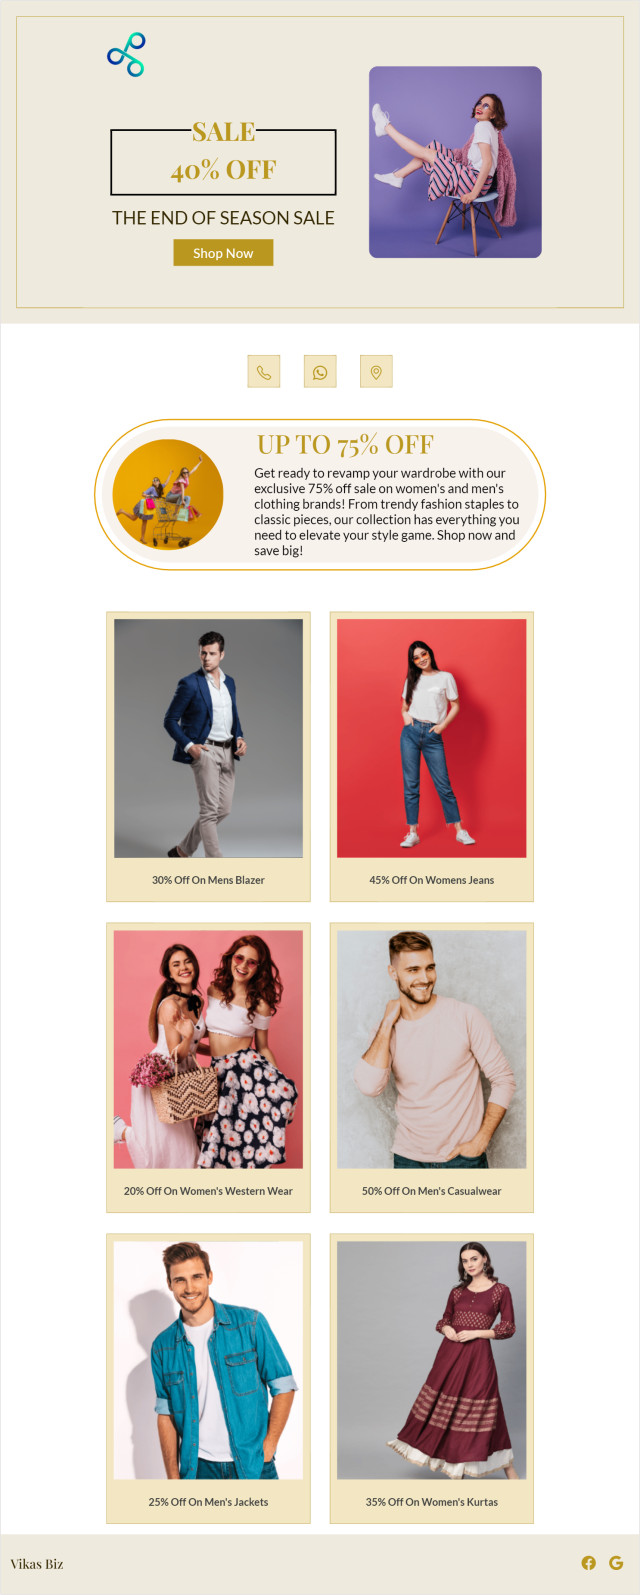 SALE
40% OFF
THE END OF SEASON SALE
Shop Now
UP TO 75% OFF
Get ready to revamp your wardrobe with our
exclusive 75% off sale on women's and men's
clothing brands! From trendy fashion staples to
classic pieces, our collection has everything you
need to elevate your style game. Shop now and
save big!
30% Off On Mens Blazer
45% Off On Womens Jeans
20% Off On Women's Western Wear
50% Off On Men's Casualwear
25% Off On Men's Jackets
35% Off On Women's Kurtas
Vikas Biz